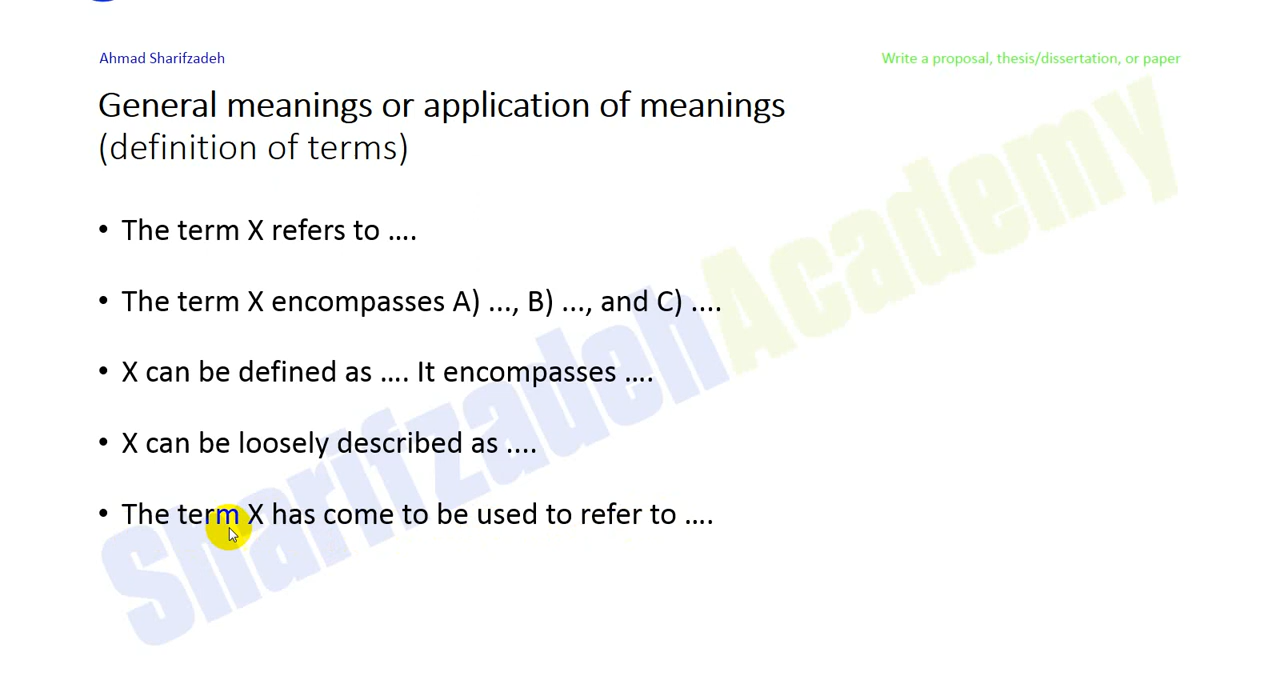 Ahmad Sharifzadeh
Write a proposal, thesis/dissertation, or paper
General meanings or application of meanings
(definition of terms)
• The term X refers to ....
• The term X encompasses A) ..., B) ..., and C) ....
• X can be defined as .... It encompasses ....
• X can be loosely described as ....
• The term X has come to be used to refer to ....
SharifzadehAcademy